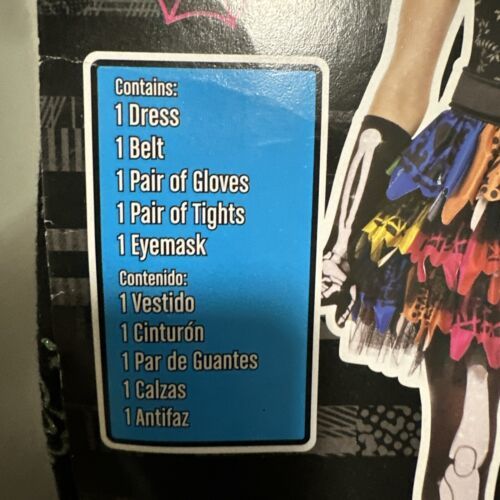 Contains:
1 Dress
1 Belt
1 Pair of Gloves
1 Pair of Tights
1 Eyemask
Contenido:
1 Vestido
1 Cinturón
1 Par de Guantes
1 Calzas
1 Antifaz